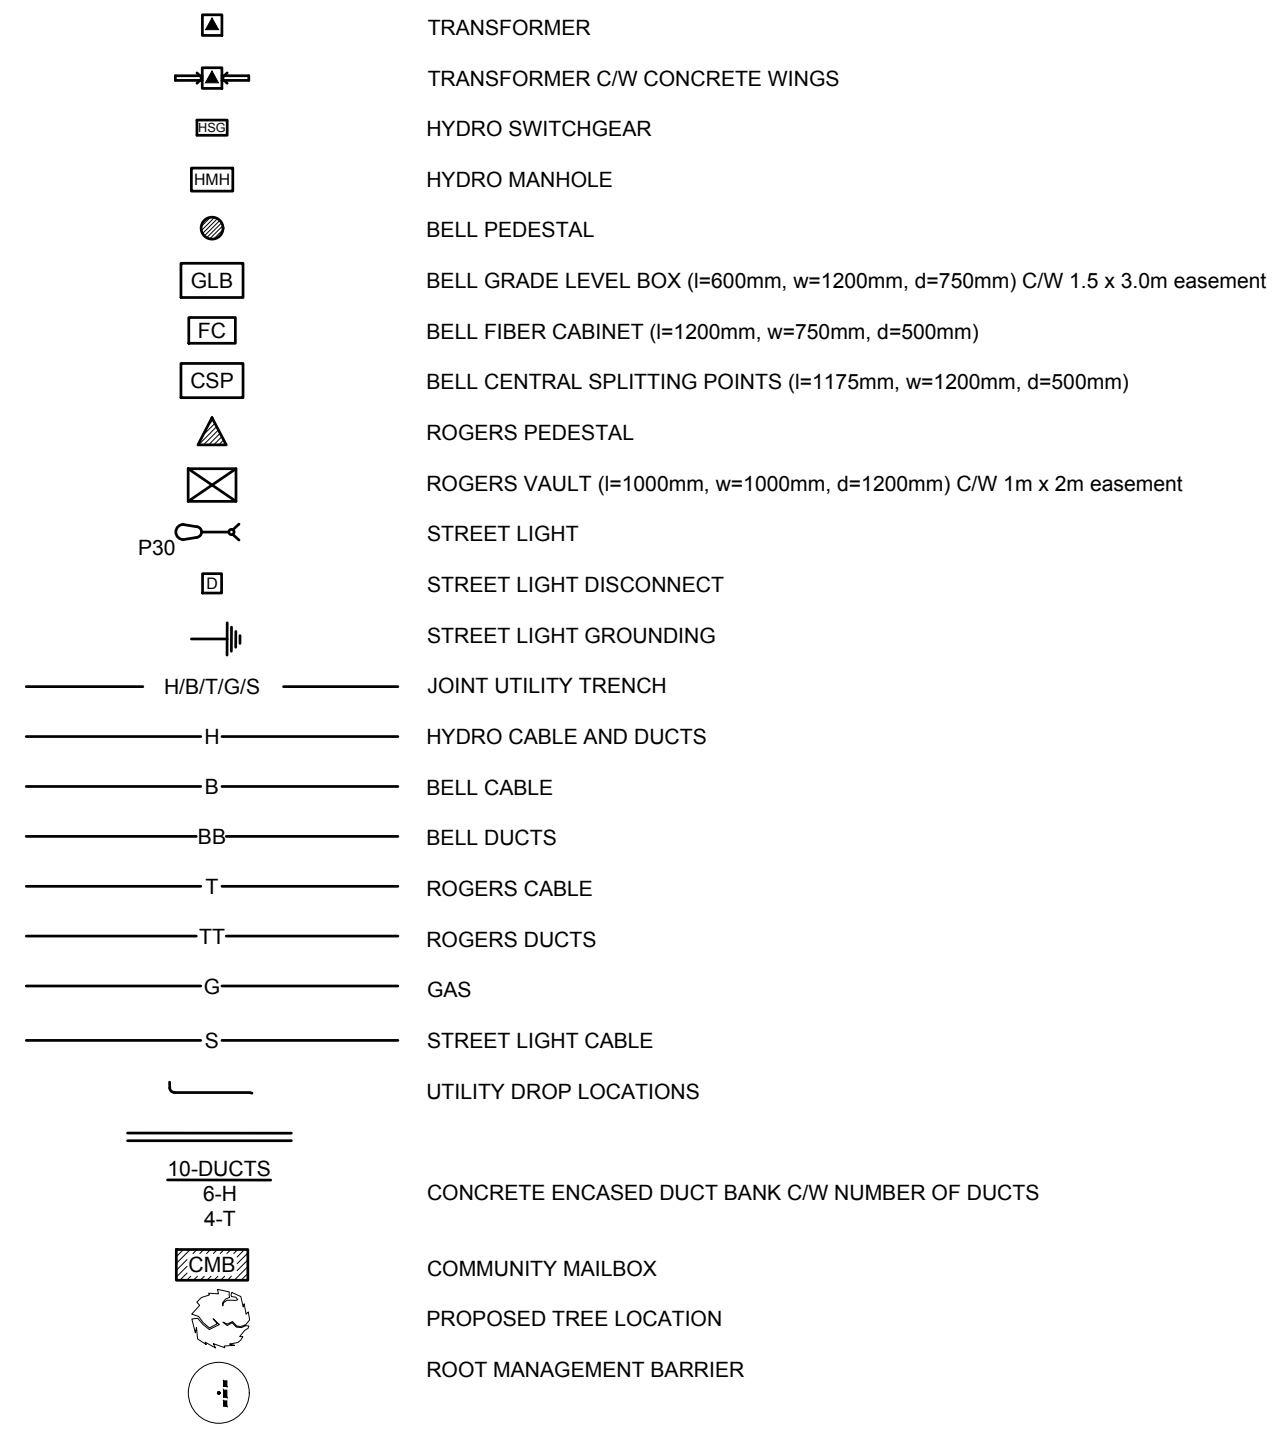 TRANSFORMER
TRANSFORMER C/W CONCRETE WINGS
HSG HYDRO SWITCHGEAR
HMH HYDRO MANHOLE
BELL PEDESTAL
GLB BELL GRADE LEVEL BOX (l=600mm, w=1200mm, d=750mm) C/W 1.5 x 3.0m easement
FC BELL FIBER CABINET (l=1200mm, w=750mm, d=500mm)
CSP BELL CENTRAL SPLITTING POINTS (l=1175mm, w=1200mm, d=500mm)
ROGERS PEDESTAL
ROGERS VAULT (l=1000mm, w=1000mm, d=1200mm) C/W 1m x 2m easement
P30 STREET LIGHT
D STREET LIGHT DISCONNECT
STREET LIGHT GROUNDING
H/B/T/G/S JOINT UTILITY TRENCH
H HYDRO CABLE AND DUCTS
B BELL CABLE
BB BELL DUCTS
T ROGERS CABLE
TT ROGERS DUCTS
G GAS
S STREET LIGHT CABLE
UTILITY DROP LOCATIONS
10-DUCTS
6-H CONCRETE ENCASED DUCT BANK C/W NUMBER OF DUCTS
4-T
CMB COMMUNITY MAILBOX
PROPOSED TREE LOCATION
ROOT MANAGEMENT BARRIER